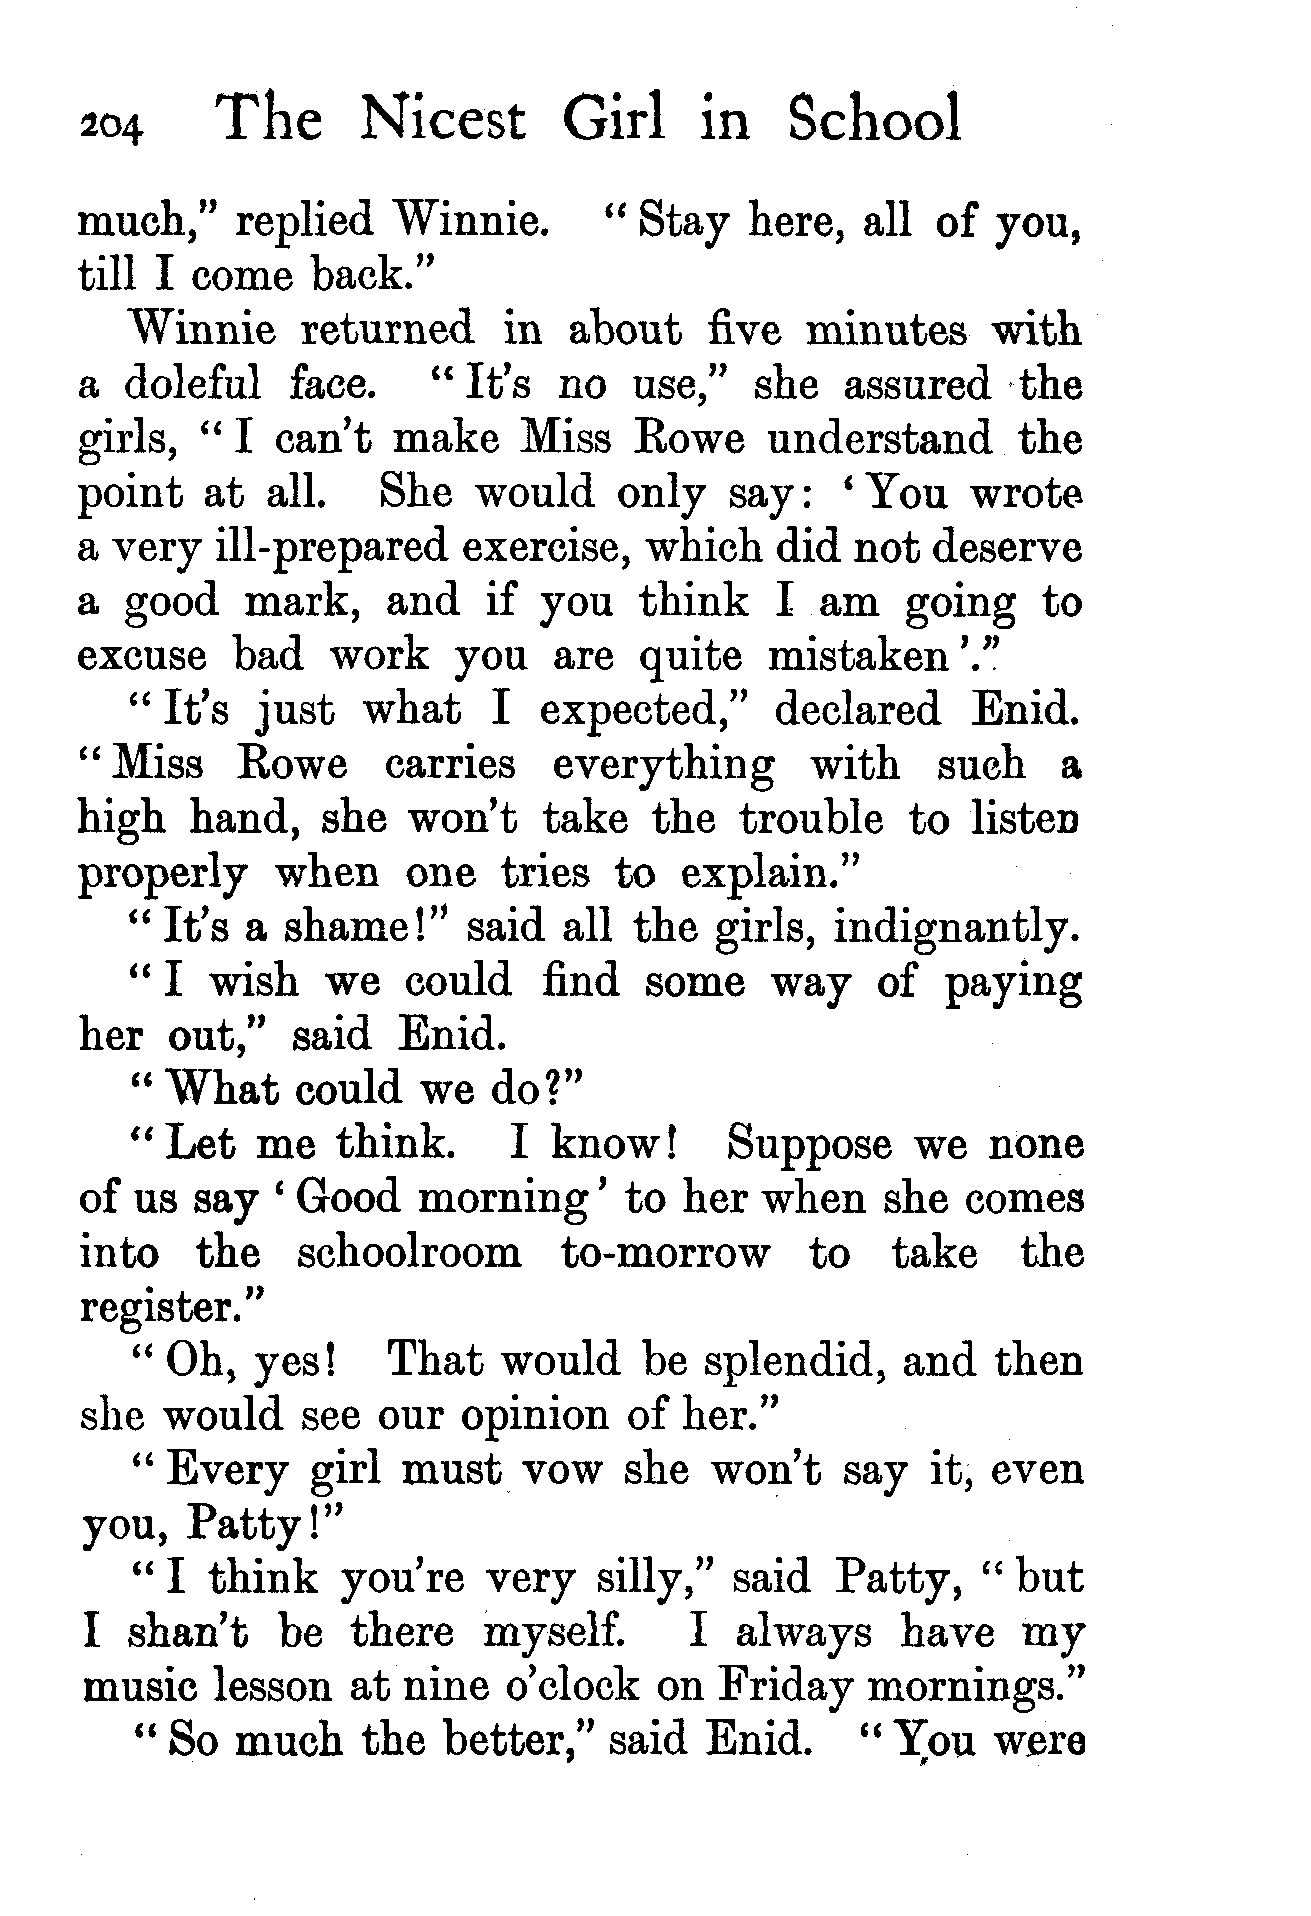 204 The Nicest Girl in School
much,” replied Winnie. “Stay here, all of you,
till I come back.”
Winnie returned in about five minutes with
a doleful face. “It’s no use,” she assured the
girls, “I can’t make Miss Rowe understand the
point at all. She would only say: ‘You wrote
a very ill-prepared exercise, which did not deserve
a good mark, and if you think I am going to
excuse bad work you are quite mistaken’.”
“It’s just what I expected,” declared Enid.
“Miss Rowe carries everything with such a
high hand, she won’t take the trouble to listen
properly when one tries to explain.”
“It’s a shame!” said all the girls, indignantly.
“I wish we could find some way of paying
her out,” said Enid.
“What could we do?”
“Let me think. I know! Suppose we none
of us say ‘Good morning’ to her when she comes
into the schoolroom to-morrow to take the
register.”
“Oh, yes! That would be splendid, and then
she would see our opinion of her.”
“Every girl must vow she won’t say it, even
you, Patty!”
“I think you’re very silly,” said Patty, “but
I shan’t be there myself. I always have my
music lesson at nine o’clock on Friday mornings.”
“So much the better,” said Enid. “You were